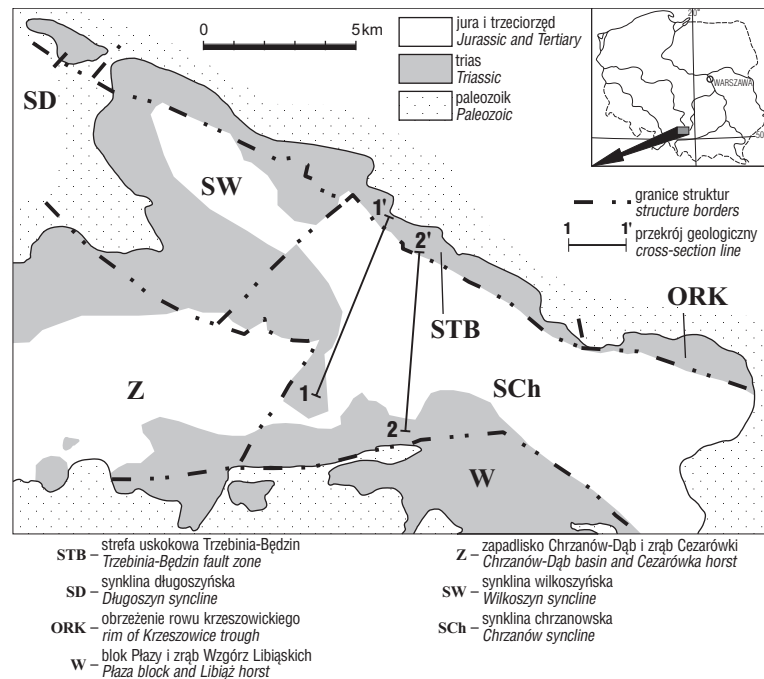 0 5 km
jura i trzeciorzęd
Jurassic and Tertiary
trias
Triassic
paleozoik
Paleozoic
20°
WARSZAWA
50
SD
SW
1'
2'
STB
ORK
granice struktur
structure borders
1 1' przekrój geologiczny
cross-section line
Z
1
2
SCh
W
STB – strefa uskokowa Trzebinia-Będzin
Trzebinia-Będzin fault zone
SD – synklina długoszyńska
Długoszyn syncline
ORK – obrzeżenie rowu krzeszowickiego
rim of Krzeszowice trough
W – blok Płazy i zrąb Wzgórz Libiąskich
Płaza block and Libiąż horst
Z – zapadlisko Chrzanów-Dąb i zrąb Cezarówki
Chrzanów-Dąb basin and Cezarówka horst
SW – synklina wilkoszyńska
Wilkoszyn syncline
SCh – synklina chrzanowska
Chrzanów syncline